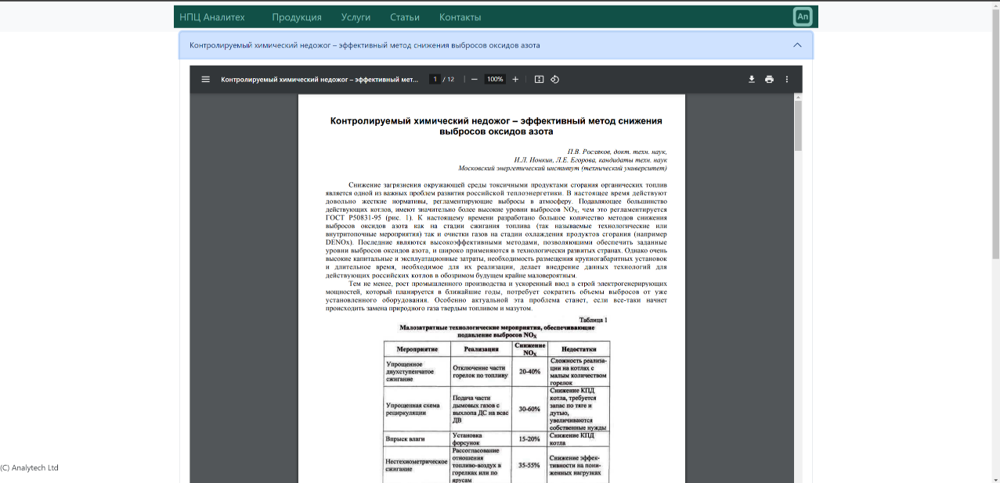 НПЦ Аналитех Продукция Услуги Статьи Контакты An
Контролируемый химический недожог – эффективный метод снижения выбросов оксидов азота
Контролируемый химический недожог – эффективный мет... 1 / 12 — 100% +
Контролируемый химический недожог – эффективный метод снижения
выбросов оксидов азота
П.В. Росляков, докт. техн. наук,
И.Л. Ионкин, Л.Е. Егорова, кандидаты техн. наук
Московский энергетический институт (технический университет)
Снижение загрязнения окружающей среды токсичными продуктами сгорания органических топлив
является одной из важных проблем развития российской теплоэнергетики. В настоящее время действуют
довольно жесткие нормативы, регламентирующие выбросы в атмосферу. Подавляющее большинство
действующих котлов, имеют значительно более высокие уровни выбросов NOX, чем это регламентируется
ГОСТ Р50831-95 (рис. 1). К настоящему времени разработано большое количество методов снижения
выбросов оксидов азота как на стадии сжигания топлива (так называемые технологические или
внутритопочные мероприятия) так и очистки газов на стадии охлаждения продуктов сгорания (например
DENOx). Последние являются высокоэффективными методами, позволяющими обеспечить заданные
уровни выбросов оксидов азота, и широко применяются в технологически развитых странах. Однако очень
высокие капитальные и эксплуатационные затраты, необходимость размещения крупногабаритных установок
и длительное время, необходимое для их реализации, делает внедрение данных технологий для
действующих российских котлов в обозримом будущем крайне маловероятным.
Тем не менее, рост промышленного производства и ускоренный ввод в строй электрогенерирующих
мощностей, который планируется в ближайшие годы, потребует сократить объемы выбросов от уже
установленного оборудования. Особенно актуальной эта проблема станет, если все-таки начнет
происходить замена природного газа твердым топливом и мазутом.
Таблица 1
Малозатратные технологические мероприятия, обеспечивающие
подавление выбросов NOX
Мероприятие Реализация Снижение NOX Недостатки
Упрощенное
двухступенчатое
сжигание
Отключение части
горелок по топливу
20-40%
Сложность реализа-
ции на котлах с
малым количеством
горелок
Упрощенная схема
рециркуляции
Подача части
дымовых газов с
выхлопа ДС на всас
ДВ
30-60%
Снижение КПД
котла, требуется
запас по тяге и
дутью,
увеличиваются
собственные нужды
Впрыск влаги
Установка
форсунок
15-20%
Снижение КПД
котла
Нестехиометрическое
сжигание
Рассогласование
отношения
топливо-воздух в
горелках или по
ярусам
35-55%
Снижение эффек-
тивности на пони-
женных нагрузках
(C) Analytech Ltd